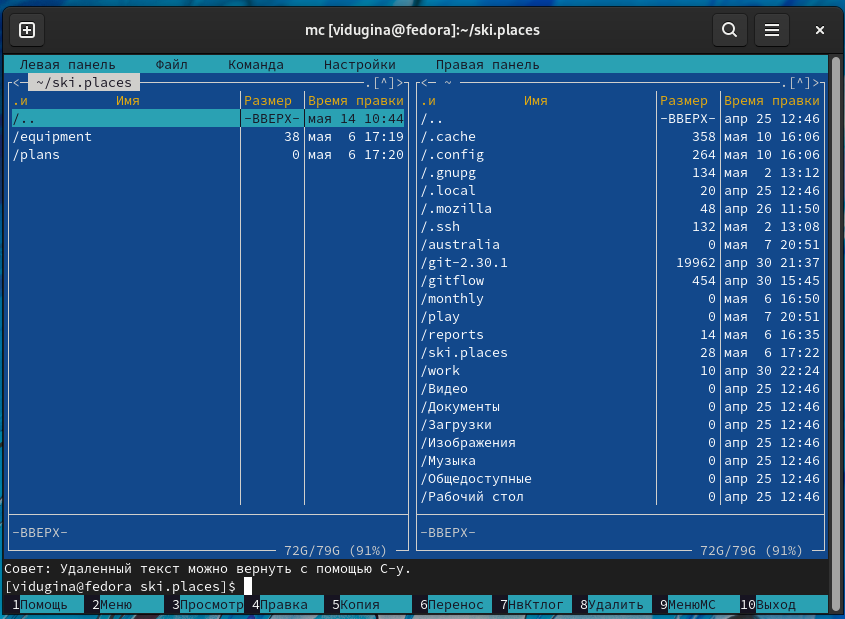 mc [vidugina@fedora]:~/ski.places
Левая панель Файл Команда Настройки Правая панель
<─ ~/ski.places .[^]>
.и Имя Размер Время правки
/.. -ВВЕРХ- мая 14 10:44
/equipment 38 мая 6 17:19
/plans 0 мая 6 17:20
-ВВЕРХ-
72G/79G (91%)
<─ ~ .[^]>
.и Имя Размер Время правки
/.. -ВВЕРХ- апр 25 12:46
/.cache 358 мая 10 16:06
/.config 264 мая 10 16:06
/.gnupg 134 мая 2 13:12
/.local 20 апр 25 12:46
/.mozilla 48 апр 26 11:50
/.ssh 132 мая 2 13:08
/australia 0 мая 7 20:51
/git-2.30.1 19962 апр 30 21:37
/gitflow 454 апр 30 15:45
/monthly 0 мая 6 16:50
/play 0 мая 7 20:51
/reports 14 мая 6 16:35
/ski.places 28 мая 6 17:22
/work 10 апр 30 22:24
/Видео 0 апр 25 12:46
/Документы 0 апр 25 12:46
/Загрузки 0 апр 25 12:46
/Изображения 0 апр 25 12:46
/Музыка 0 апр 25 12:46
/Общедоступные 0 апр 25 12:46
/Рабочий стол 0 апр 25 12:46
-ВВЕРХ-
72G/79G (91%)
Совет: Удаленный текст можно вернуть с помощью C-y.
[vidugina@fedora ski.places]$
1Помощь 2Меню 3Просмотр 4Правка 5Копия 6Перенос 7НвКтлог 8Удалить 9МенюМС 10Выход